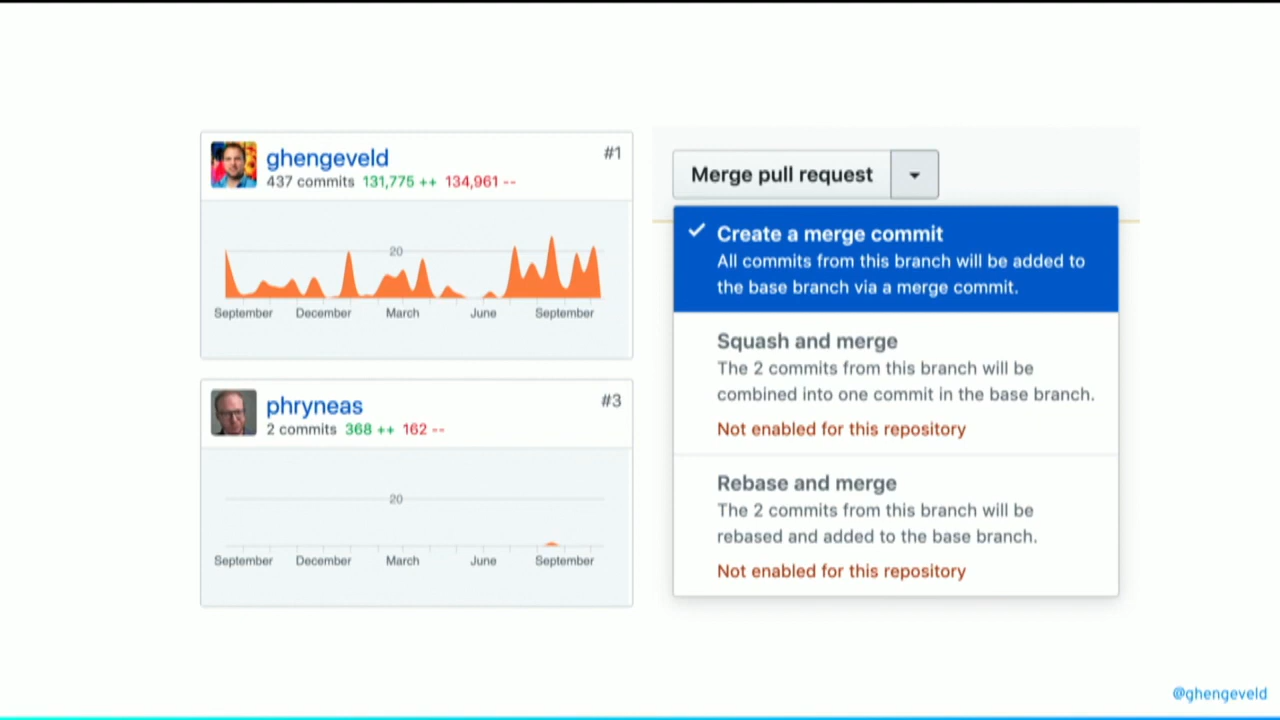 ghengeveld
#1
437 commits 131,775 ++ 134,961 --
20
September December March June September
phryneas
#3
2 commits 368 ++ 162 --
20
September December March June September
Merge pull request
Create a merge commit
All commits from this branch will be added to
the base branch via a merge commit.
Squash and merge
The 2 commits from this branch will be
combined into one commit in the base branch.
Not enabled for this repository
Rebase and merge
The 2 commits from this branch will be
rebased and added to the base branch.
Not enabled for this repository
@ghengeveld